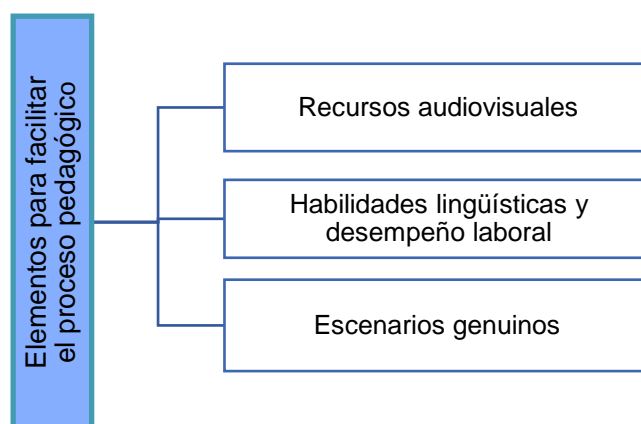 Elementos para facilitar
el proceso pedagógico
Recursos audiovisuales
Habilidades lingüísticas y
desempeño laboral
Escenarios genuinos